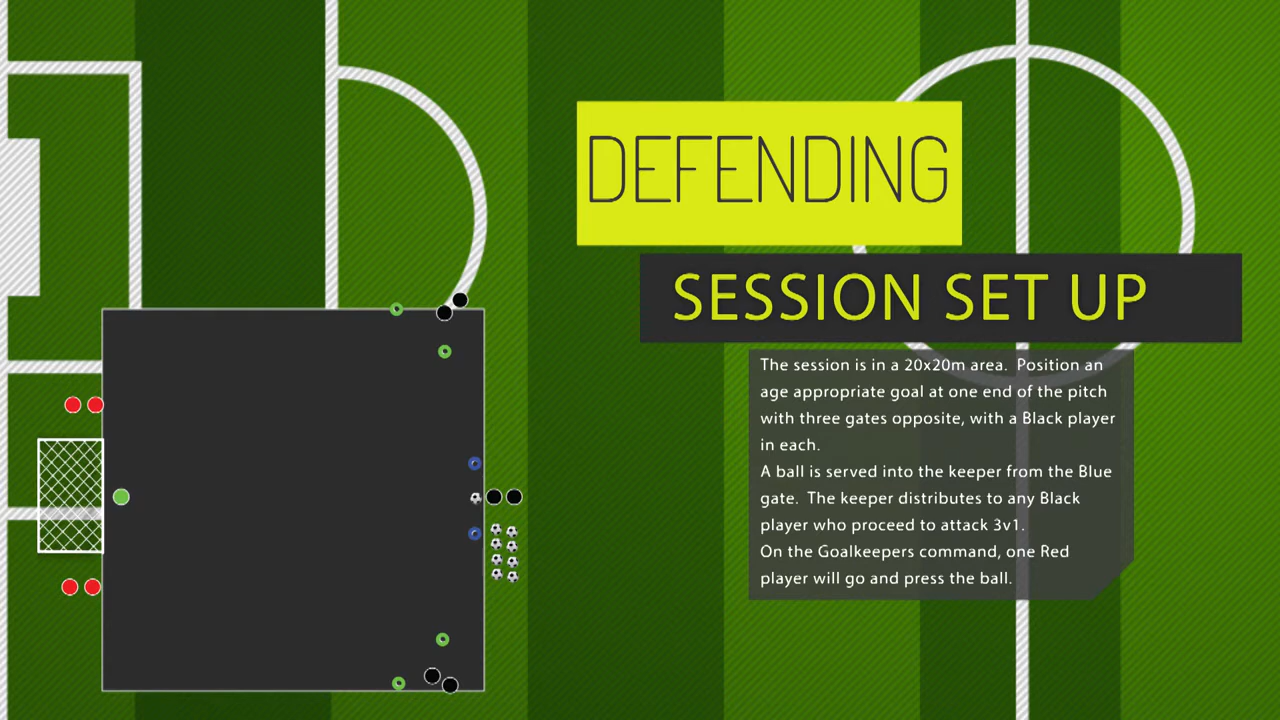 DEFENDING
SESSION SET UP
The session is in a 20x20m area.  Position an
age appropriate goal at one end of the pitch
with three gates opposite, with a Black player
in each.
A ball is served into the keeper from the Blue
gate.  The keeper distributes to any Black
player who proceed to attack 3v1.
On the Goalkeepers command, one Red
player will go and press the ball.